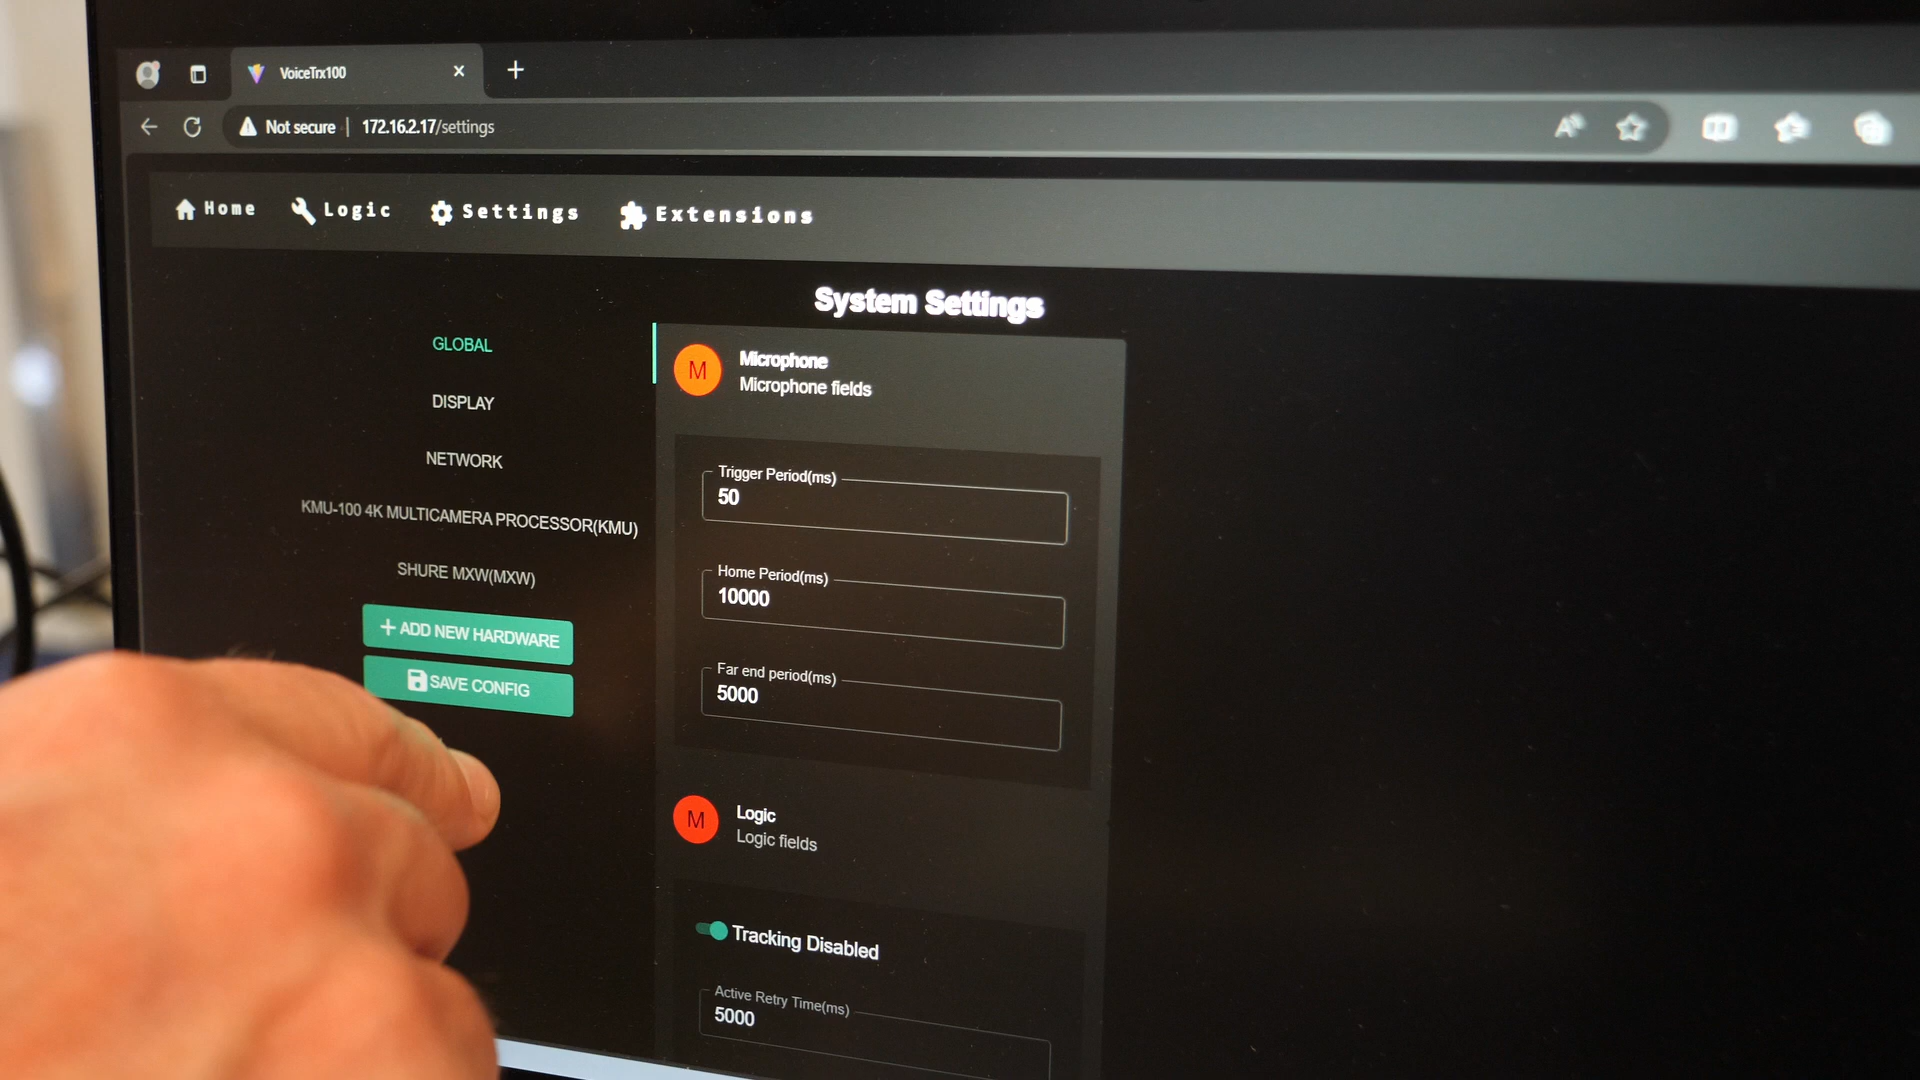 VoiceTrx100
Not secure | 172.16.2.17/settings
Home Logic Settings Extensions
System Settings
GLOBAL
DISPLAY
NETWORK
KMU-100 4K MULTICAMERA PROCESSOR(KMU)
SHURE MXW(MXW)
+ ADD NEW HARDWARE
SAVE CONFIG
M
Microphone
Microphone fields
Trigger Period(ms)
50
Home Period(ms)
10000
Far end period(ms)
5000
M
Logic
Logic fields
Tracking Disabled
Active Retry Time(ms)
5000